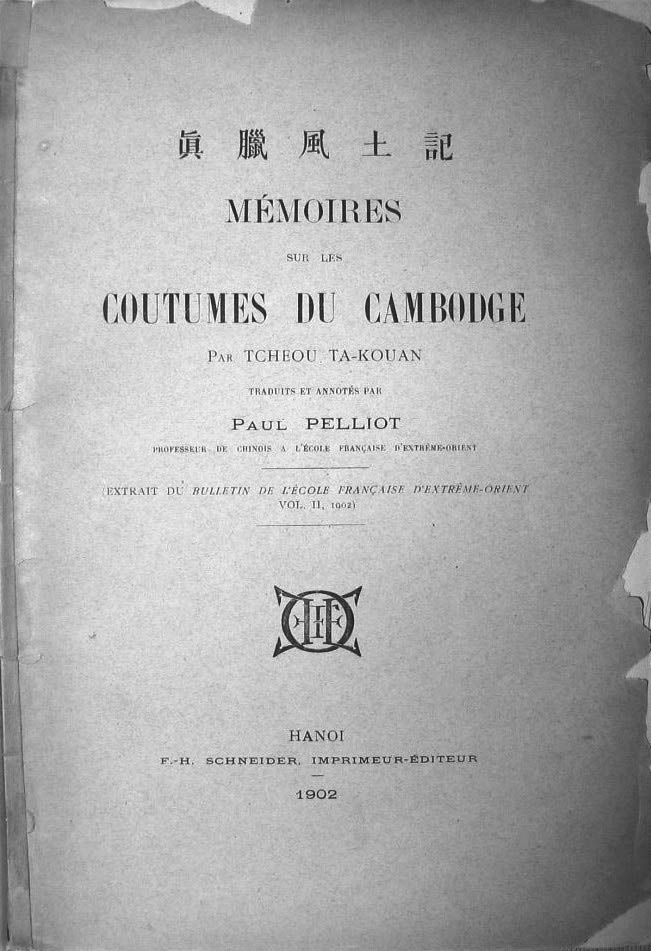 眞臘風土記
MÉMOIRES
SUR LES
COUTUMES DU CAMBODGE
PAR TCHEOU TA-KOUAN
TRADUITS ET ANNOTÉS PAR
PAUL PELLIOT
PROFESSEUR DE CHINOIS A L'ÉCOLE FRANÇAISE D'EXTRÊME-ORIENT
(EXTRAIT DU BULLETIN DE L'ÉCOLE FRANÇAISE D'EXTRÊME-ORIENT
VOL. II, 1902)
HANOI
F.-H. SCHNEIDER, IMPRIMEUR-ÉDITEUR
1902